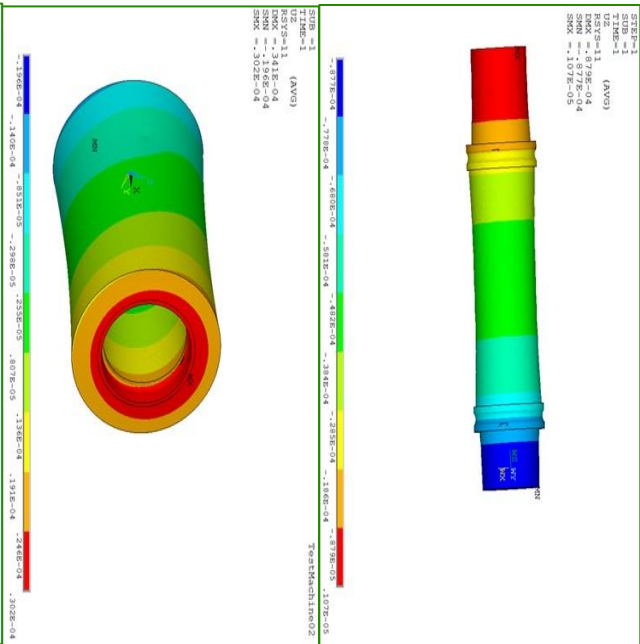 SUB =1
TIME=1
UZ (AVG)
RSYS=11
DMX =.341E-04
SMN =-.196E-04
SMX =.302E-04
MN
X
Y
-.196E-04
-.140E-04
-.851E-05
-.298E-05
.255E-05
.807E-05
.136E-04
.191E-04
.246E-04
.302E-04
TestMachine02
STEP=1
SUB =1
TIME=1
UZ (AVG)
RSYS=11
DMX =.879E-04
SMN =-.877E-04
SMX =.107E-05
MN
-.877E-04
-.778E-04
-.680E-04
-.581E-04
-.482E-04
-.384E-04
-.285E-04
-.186E-04
-.879E-05
.107E-05